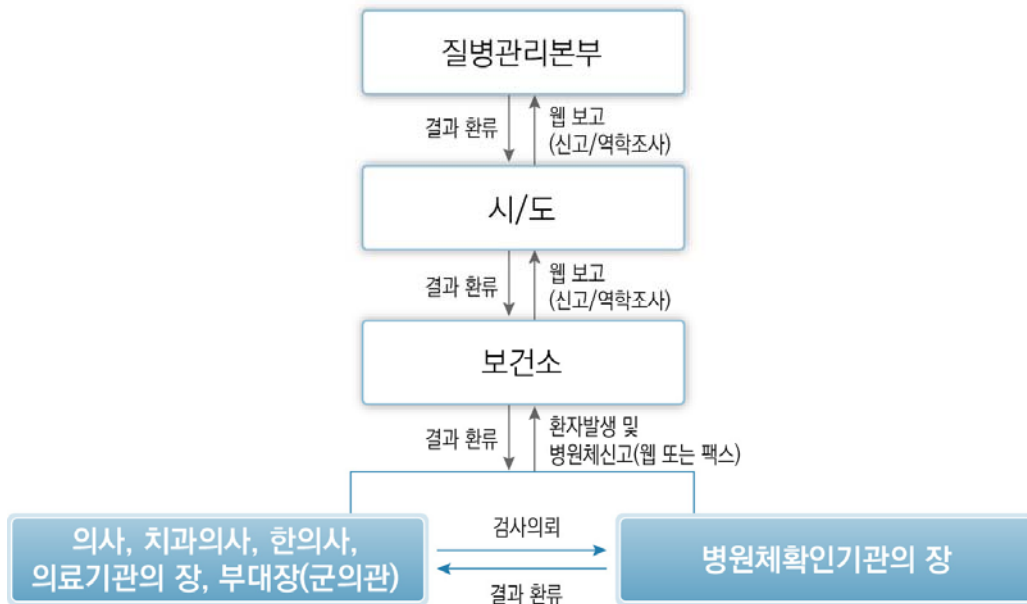 질병관리본부
결과 환류
웹 보고
(신고/역학조사)
시/도
결과 환류
웹 보고
(신고/역학조사)
보건소
결과 환류
환자발생 및
병원체신고(웹 또는 팩스)
의사, 치과의사, 한의사,
의료기관의 장, 부대장(군의관)
검사의뢰
결과 환류
병원체확인기관의 장